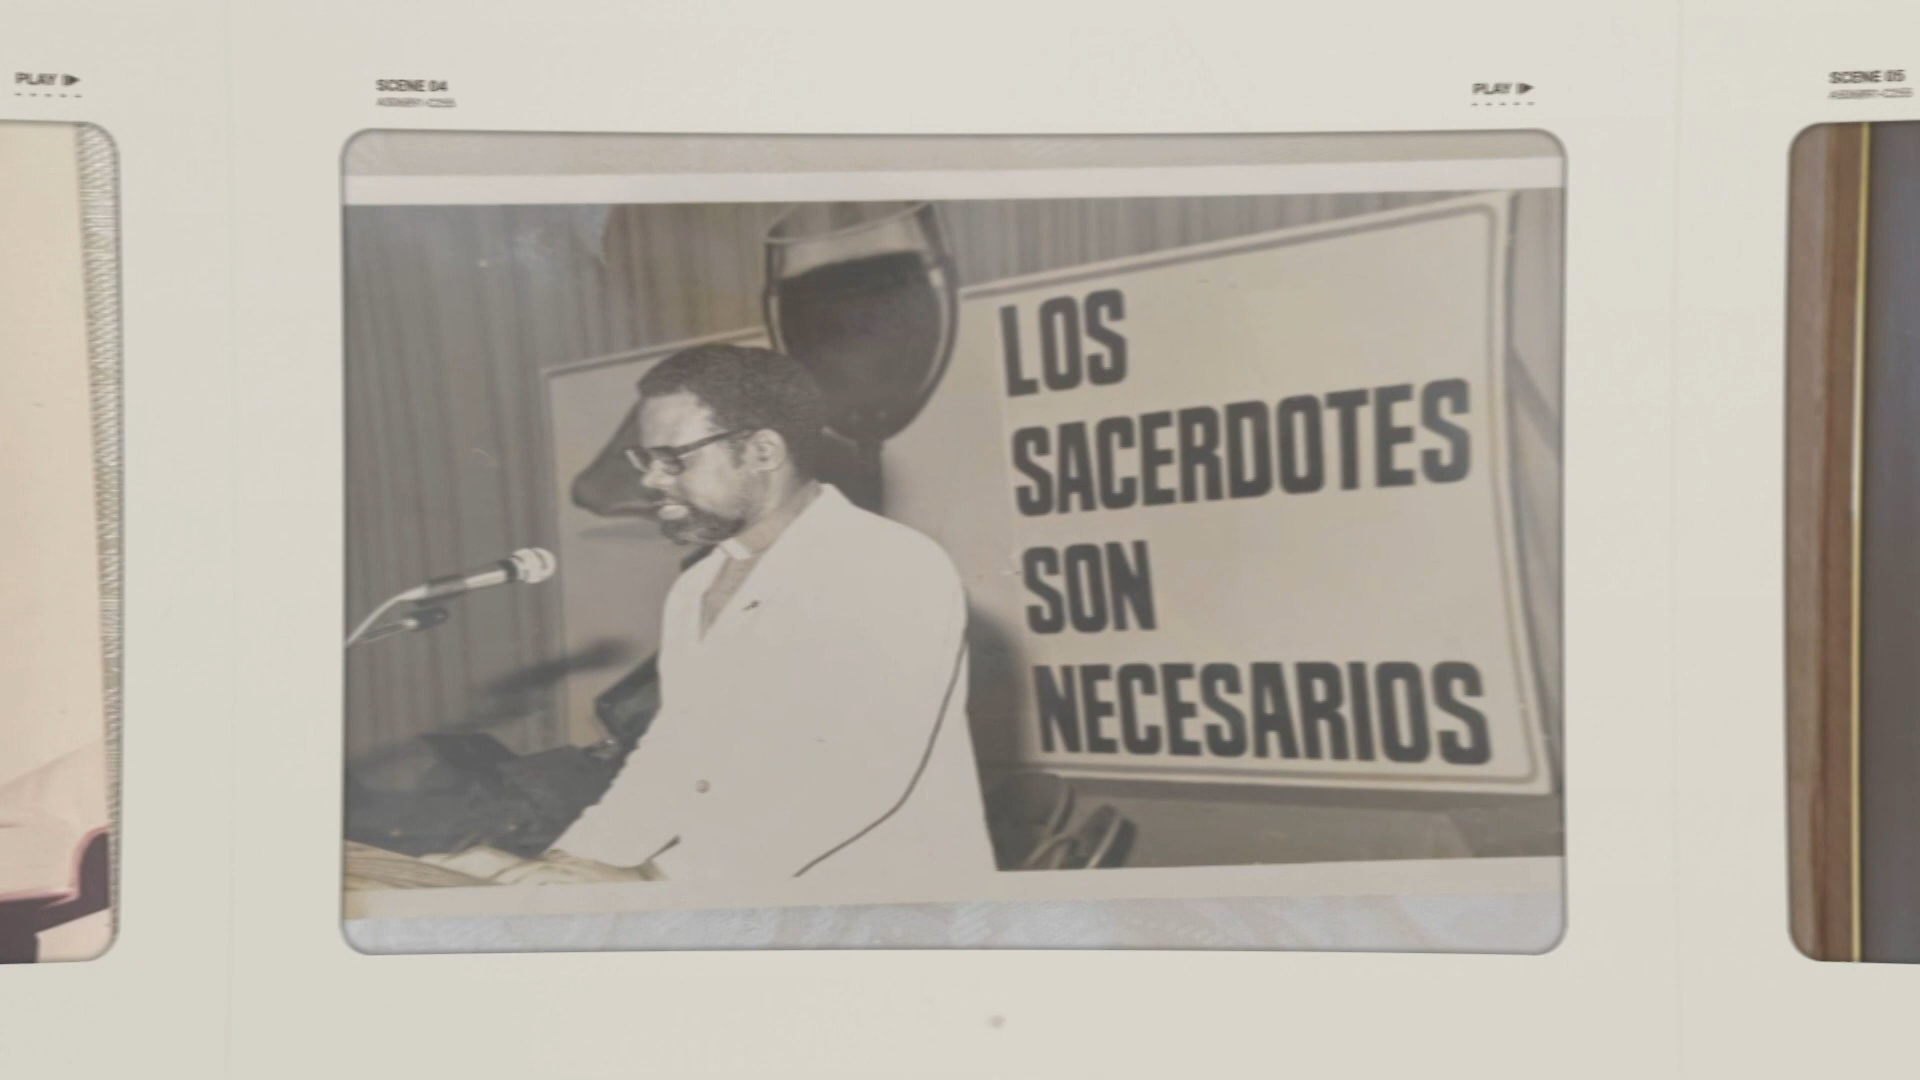 PLAY
SCENE 04
PLAY
SCENE 05
LOS
SACERDOTES
SON
NECESARIOS